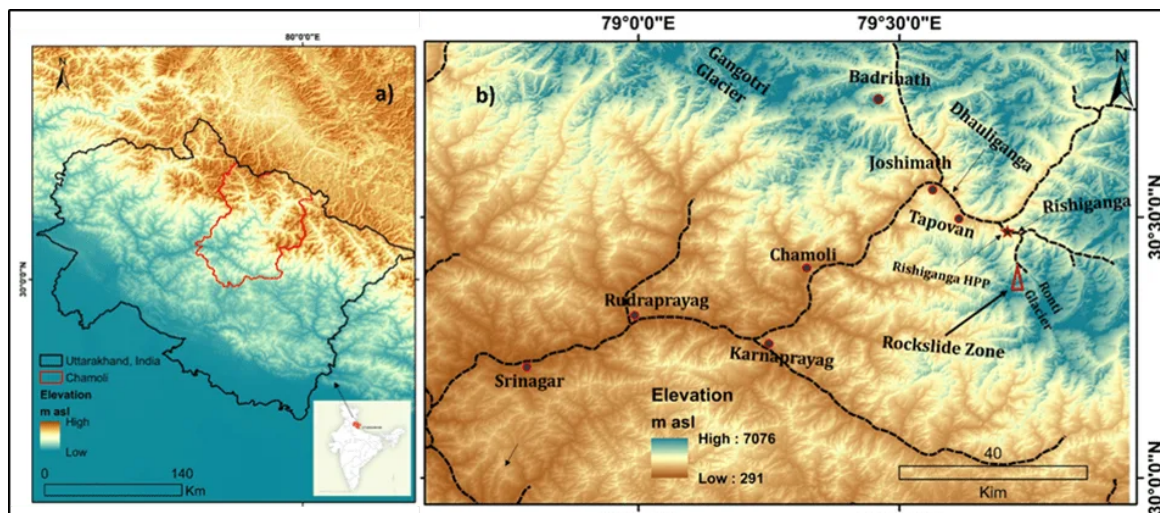 80°0'0"E
N
a)
30°0'0"N
Uttarakhand, India
Chamoli
Elevation
m asl
High
Low
0 140
Km
79°0'0"E 79°30'0"E
b)
Gangotri
Glacier
Badrinath
N
Dhauliganga
Joshimath
Rishiganga
Tapovan
30°30'0"N
Chamoli
Rishiganga HPP
Ronti
Glacier
Rudraprayag
Rockslide Zone
Karnaprayag
Srinagar
Elevation
m asl
High : 7076
Low : 291
40
Kim
30°0'0"N